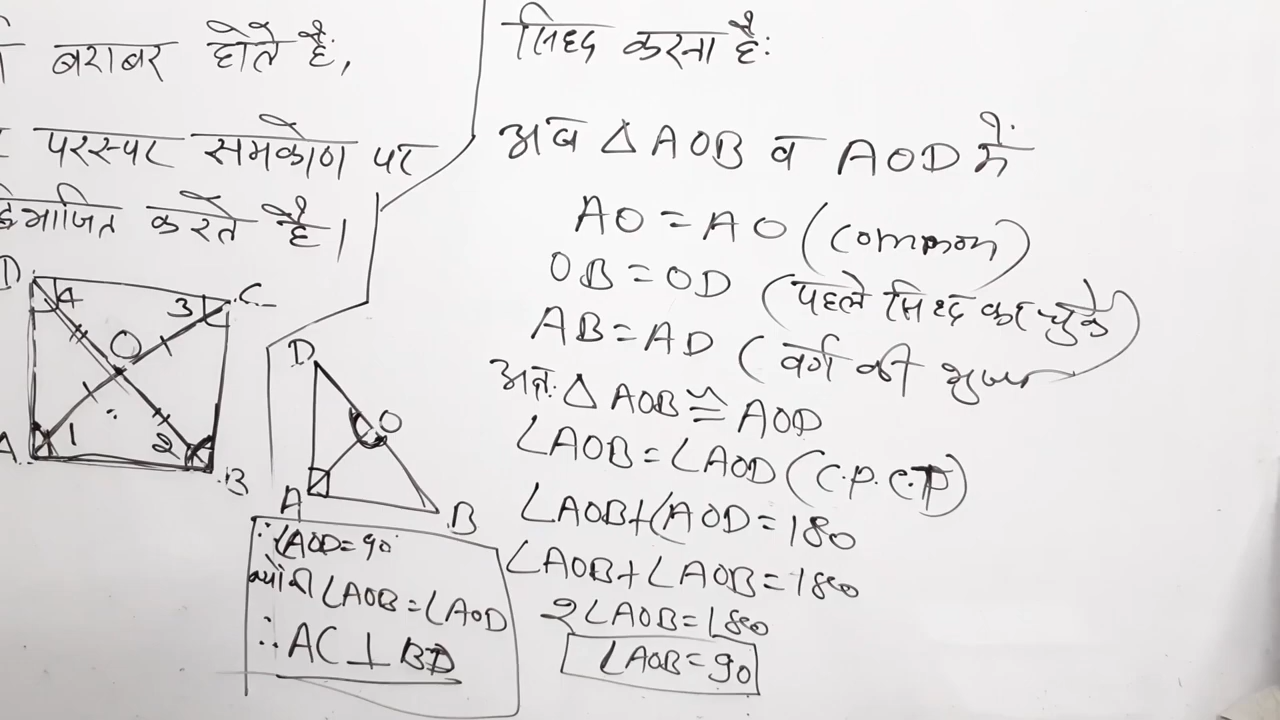 बराबर होते हैं,
परस्पर समकोण पर
द्विभाजित करते है।
D
4
3
C
O
A
1
2
B
D
O
A
B
∴ ∠AOD=90
∠AOB=∠AOD
∴ AC⊥BD
सिध्द करना है:
अब △AOB व AOD में
AO=AO (common)
OB=OD (पहले सिध्द कर चुके)
AB=AD (वर्ग की भुजा
अतः △AOB≅AOD
∠AOB=∠AOD (C.P.C.T)
∠AOB+∠AOD=180
∠AOB+∠AOB=180
2∠AOB=180
∠AOB=90